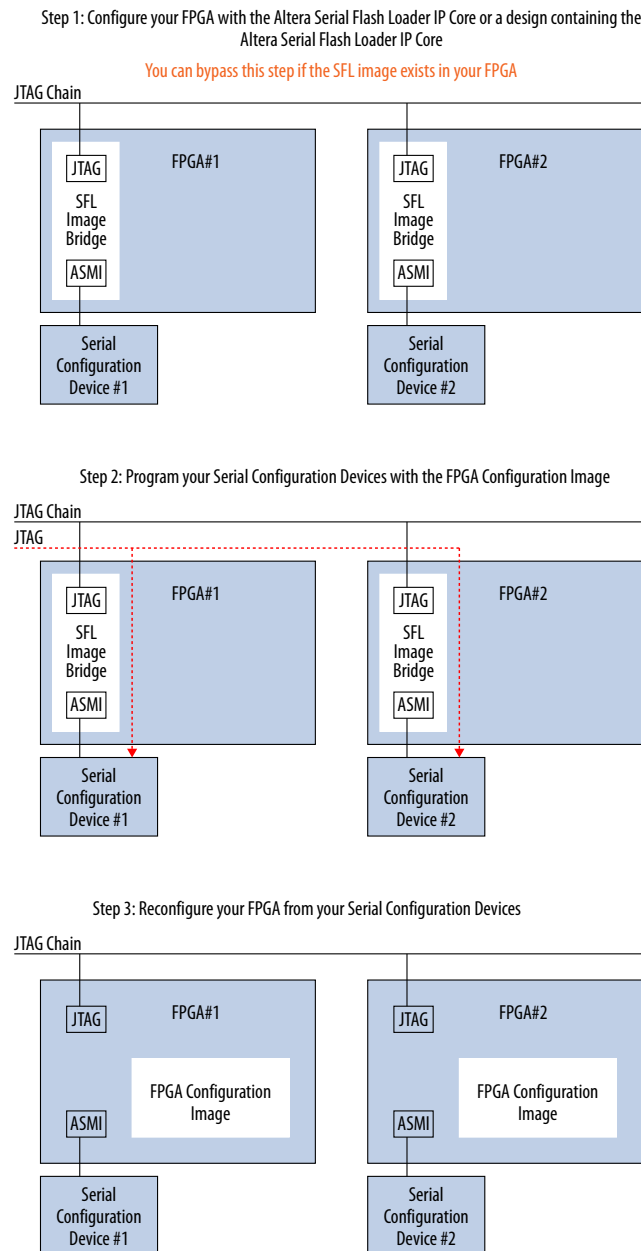 Step 1: Configure your FPGA with the Altera Serial Flash Loader IP Core or a design containing the
Altera Serial Flash Loader IP Core
You can bypass this step if the SFL image exists in your FPGA
JTAG Chain
FPGA#1
FPGA#2
JTAG
JTAG
SFL
Image
Bridge
SFL
Image
Bridge
ASMI
ASMI
Serial
Configuration
Device #1
Serial
Configuration
Device #2
Step 2: Program your Serial Configuration Devices with the FPGA Configuration Image
JTAG Chain
JTAG
FPGA#1
FPGA#2
JTAG
JTAG
SFL
Image
Bridge
SFL
Image
Bridge
ASMI
ASMI
Serial
Configuration
Device #1
Serial
Configuration
Device #2
Step 3: Reconfigure your FPGA from your Serial Configuration Devices
JTAG Chain
FPGA#1
FPGA#2
JTAG
JTAG
FPGA Configuration
Image
FPGA Configuration
Image
ASMI
ASMI
Serial
Configuration
Device #1
Serial
Configuration
Device #2